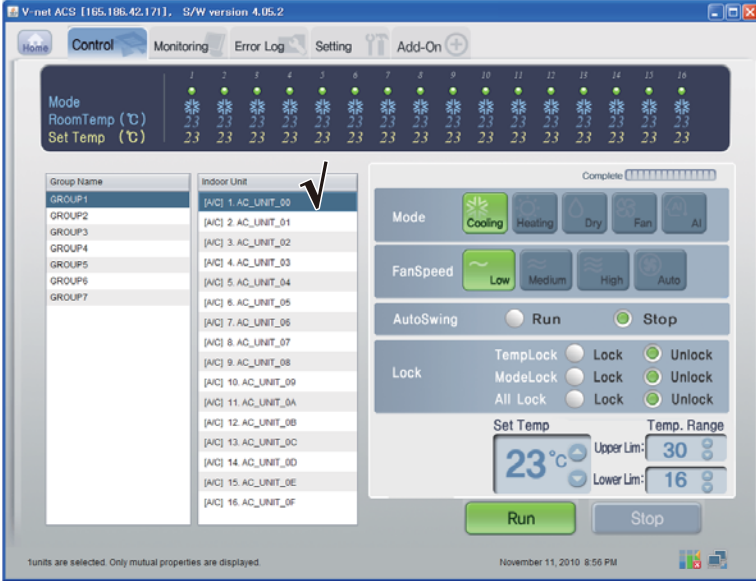 V-net ACS [165.186.42.171],   S/W version 4.05.2
Home Control Monitoring Error Log Setting Add-On
1 2 3 4 5 6 7 8 9 10 11 12 13 14 15 16
Mode
RoomTemp (℃) 23 23 23 23 23 23 23 23 23 23 23 23 23 23 23 23
Set Temp (℃) 23 23 23 23 23 23 23 23 23 23 23 23 23 23 23 23
Group Name
GROUP1
GROUP2
GROUP3
GROUP4
GROUP5
GROUP6
GROUP7
Indoor Unit
[A/C] 1. AC_UNIT_00
[A/C] 2. AC_UNIT_01
[A/C] 3. AC_UNIT_02
[A/C] 4. AC_UNIT_03
[A/C] 5. AC_UNIT_04
[A/C] 6. AC_UNIT_05
[A/C] 7. AC_UNIT_06
[A/C] 8. AC_UNIT_07
[A/C] 9. AC_UNIT_08
[A/C] 10. AC_UNIT_09
[A/C] 11. AC_UNIT_0A
[A/C] 12. AC_UNIT_0B
[A/C] 13. AC_UNIT_0C
[A/C] 14. AC_UNIT_0D
[A/C] 15. AC_UNIT_0E
[A/C] 16. AC_UNIT_0F
Complete
Mode Cooling Heating Dry Fan AI
FanSpeed Low Medium High Auto
AutoSwing Run Stop
Lock
TempLock Lock Unlock
ModeLock Lock Unlock
All Lock Lock Unlock
Set Temp Temp. Range
23°C
Upper Lim: 30
Lower Lim: 16
Run Stop
1units are selected. Only mutual properties are displayed. November 11, 2010 8:56 PM